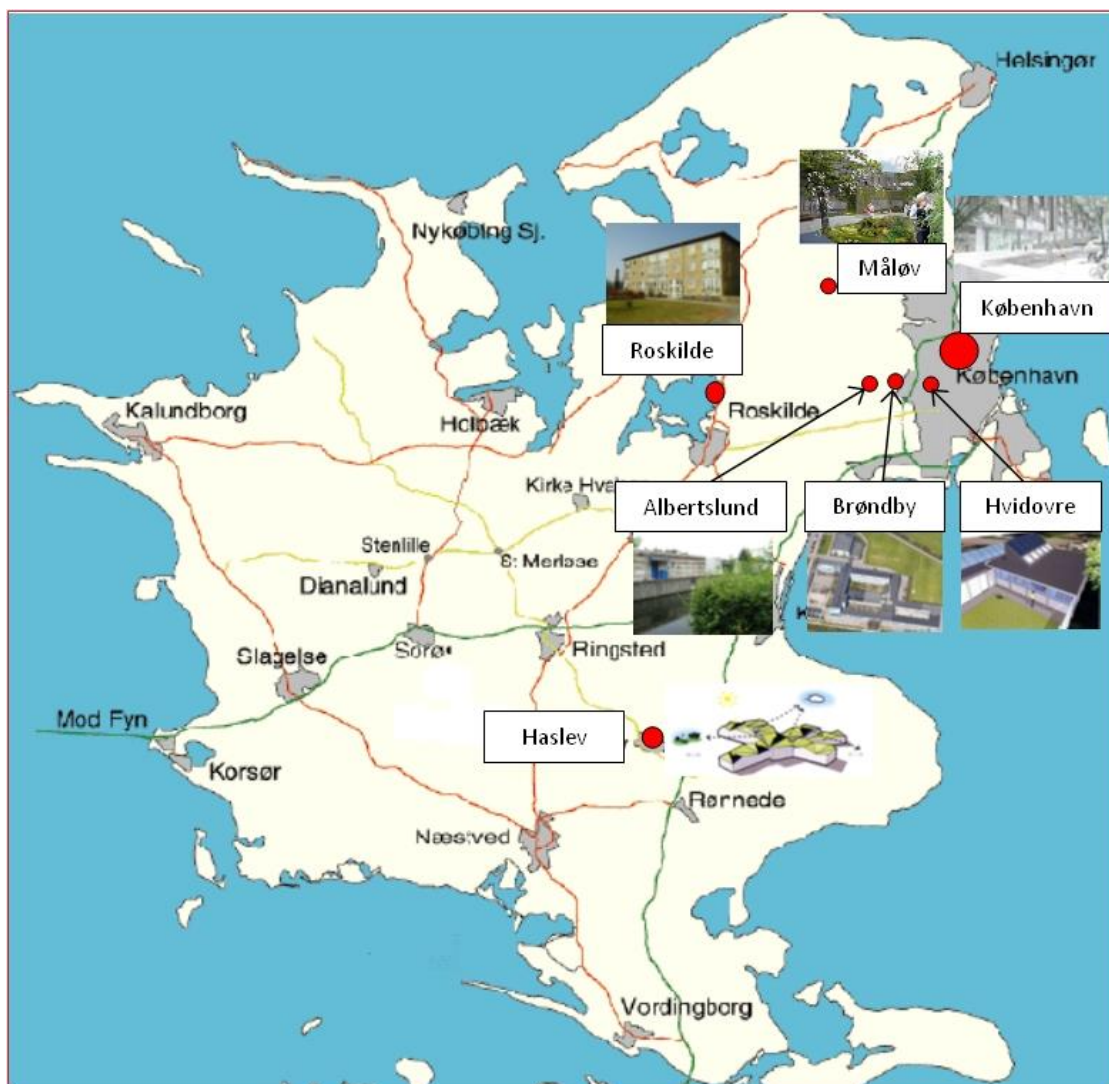 Helsingør
Nykøbing Sj.
Måløv
København
Roskilde
København
Kalundborg
Holbæk
Roskilde
Kirke
Albertslund
Brøndby
Hvidovre
Stenlille
St Merløse
Dianalund
Slagelse
Sorø
Ringsted
Mod Fyn
Haslev
Korsør
Rønnede
Næstved
Vordingborg